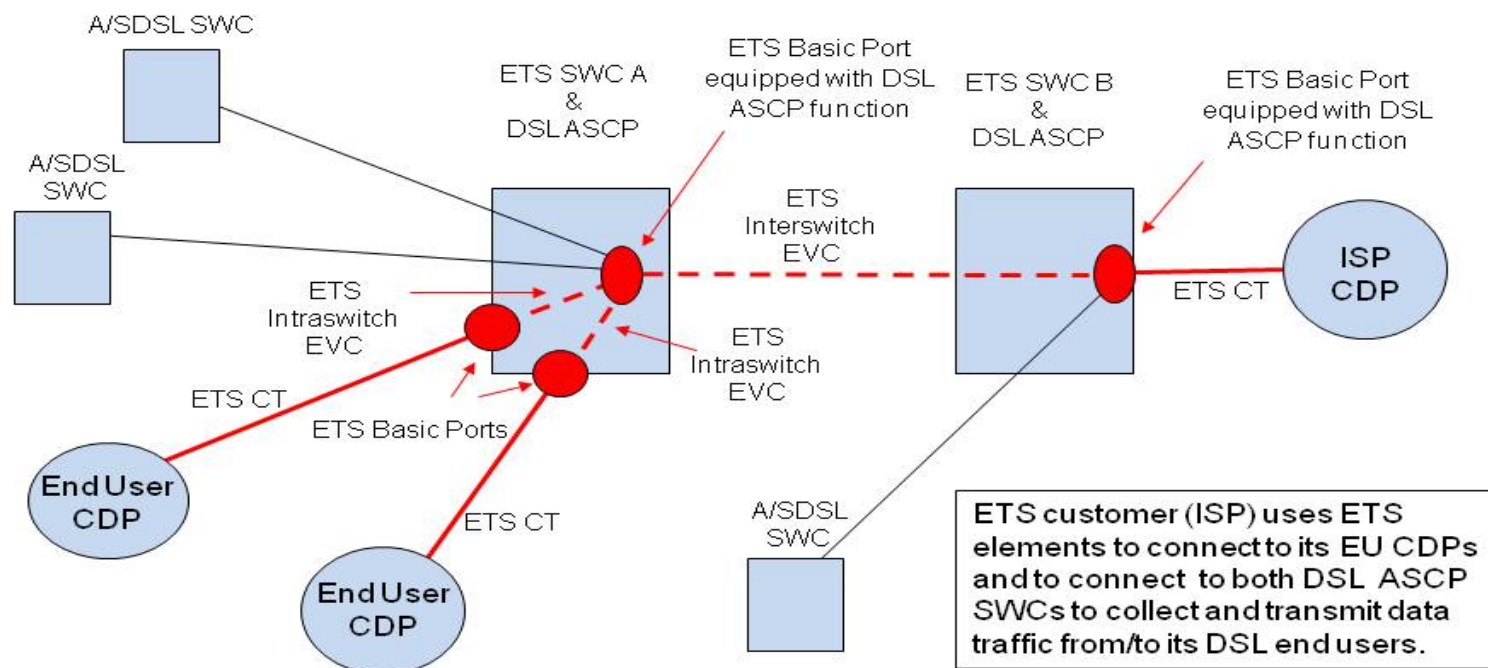 A/SDSL SWC
A/SDSL
SWC
ETS SWC A
&
DSL ASCP
ETS Basic Port
equipped with DSL
ASCP function
ETS SWC B
&
DSL ASCP
ETS Basic Port
equipped with DSL
ASCP function
ETS
Interswitch
EVC
ISP
CDP
ETS CT
ETS
Intraswitch
EVC
ETS
Intraswitch
EVC
ETS CT
ETS Basic Ports
End User
CDP
ETS CT
End User
CDP
A/SDSL
SWC
ETS customer (ISP) uses ETS
elements to connect to its EU CDPs
and to connect to both DSL ASCP
SWCs to collect and transmit data
traffic from/to its DSL end users.